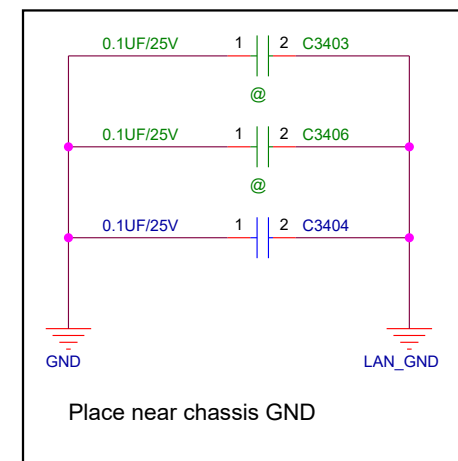 0.1UF/25V 1 2 C3403
@
0.1UF/25V 1 2 C3406
@
0.1UF/25V 1 2 C3404
GND LAN_GND
Place near chassis GND